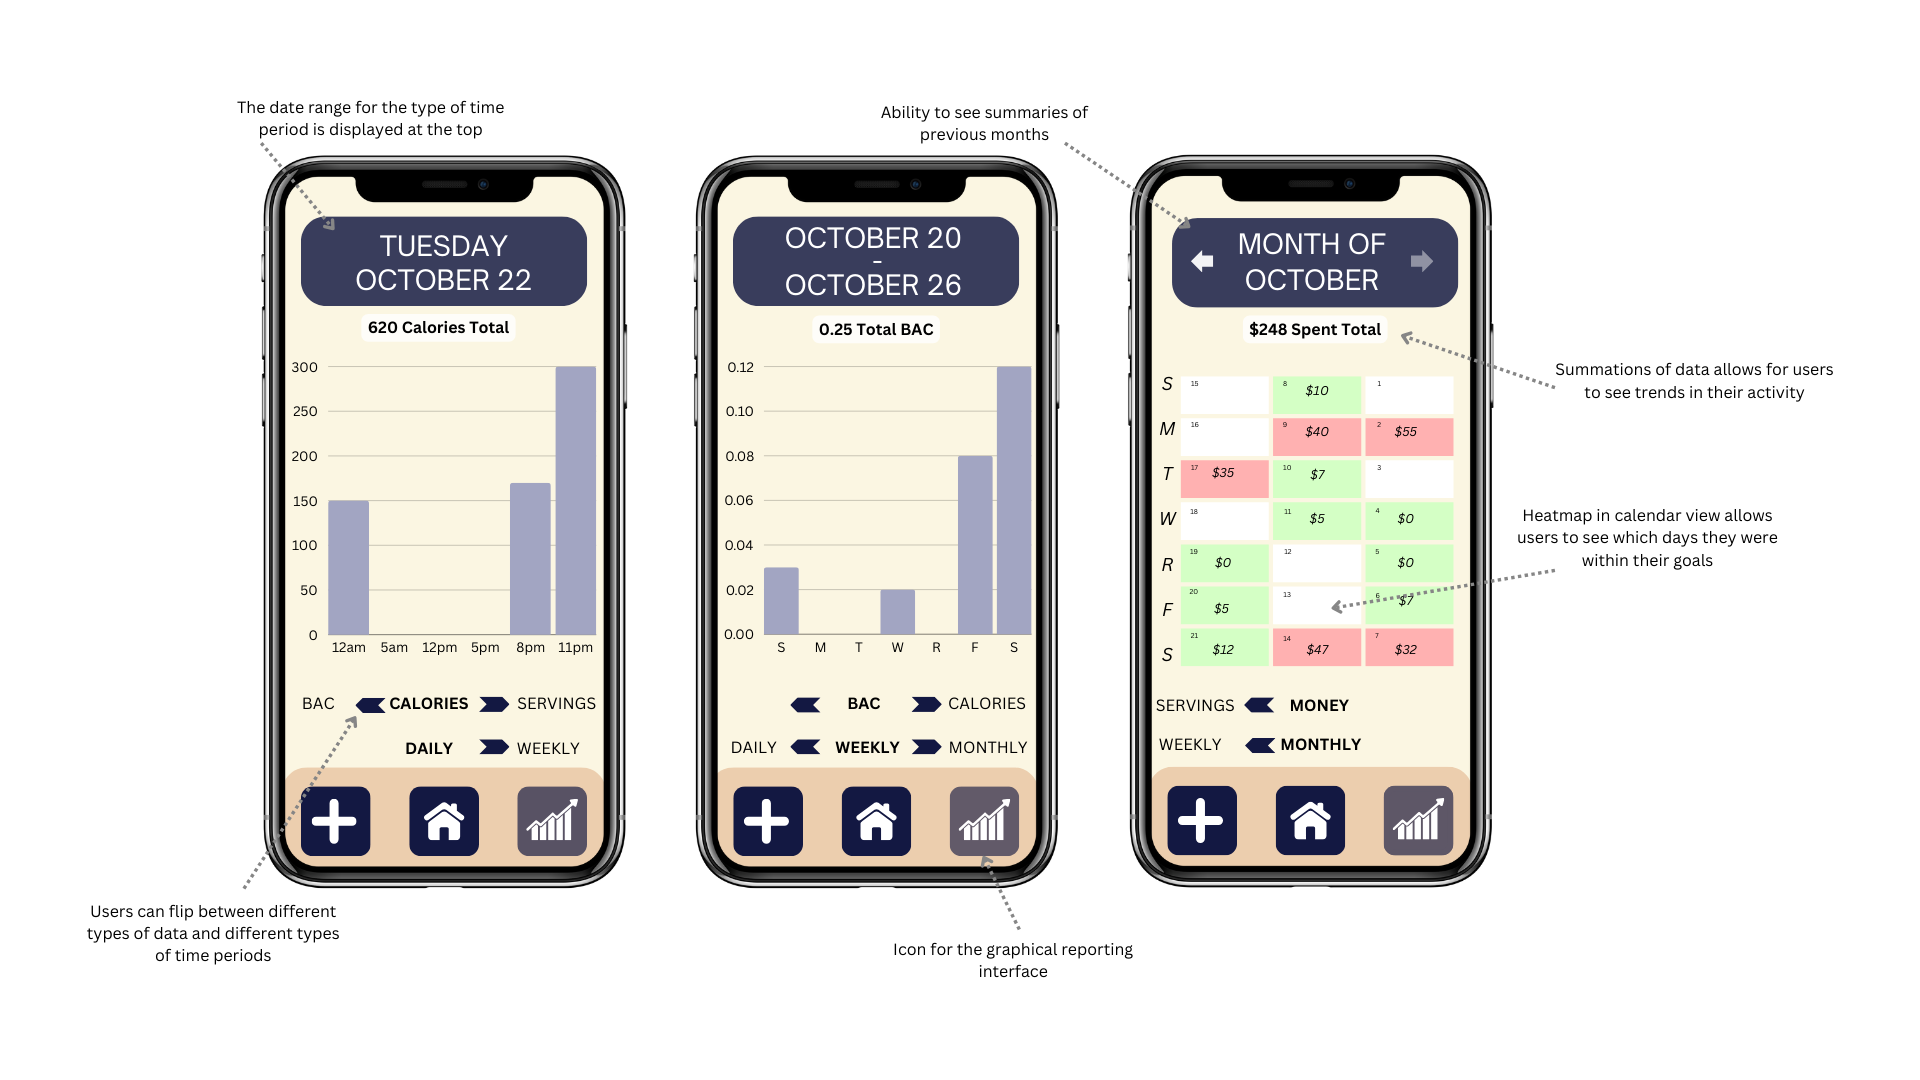 The date range for the type of time
period is displayed at the top
Ability to see summaries of
previous months
TUESDAY
OCTOBER 22
620 Calories Total
300
250
200
150
100
50
0
12am 5am 12pm 5pm 8pm 11pm
BAC CALORIES SERVINGS
DAILY WEEKLY
OCTOBER 20
-
OCTOBER 26
0.25 Total BAC
0.12
0.10
0.08
0.06
0.04
0.02
0.00
S M T W R F S
BAC CALORIES
DAILY WEEKLY MONTHLY
MONTH OF
OCTOBER
$248 Spent Total
S 15 8 $10 1
M 16 9 $40 2 $55
T 17 $35 10 $7 3
W 18 11 $5 4 $0
R 19 $0 12 5 $0
F 20 $5 13 6 $7
S 21 $12 14 $47 7 $32
SERVINGS MONEY
WEEKLY MONTHLY
Summations of data allows for users
to see trends in their activity
Heatmap in calendar view allows
users to see which days they were
within their goals
Users can flip between different
types of data and different types
of time periods
Icon for the graphical reporting
interface